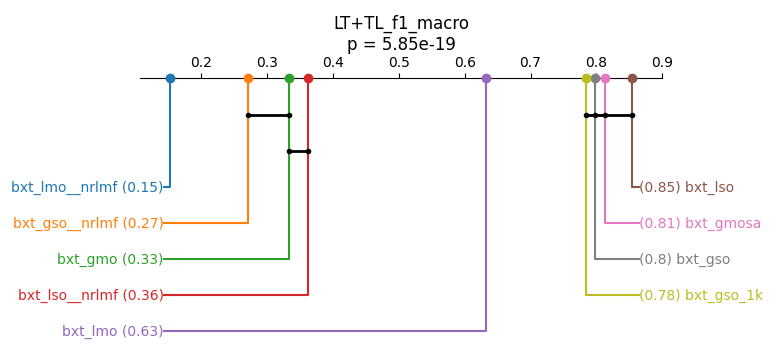 LT+TL_f1_macro
p = 5.85e-19
0.2 0.3 0.4 0.5 0.6 0.7 0.8 0.9
bxt_lmo__nrlmf (0.15) (0.85) bxt_lso
bxt_gso__nrlmf (0.27) (0.81) bxt_gmosa
bxt_gmo (0.33) (0.8) bxt_gso
bxt_lso__nrlmf (0.36) (0.78) bxt_gso_1k
bxt_lmo (0.63)